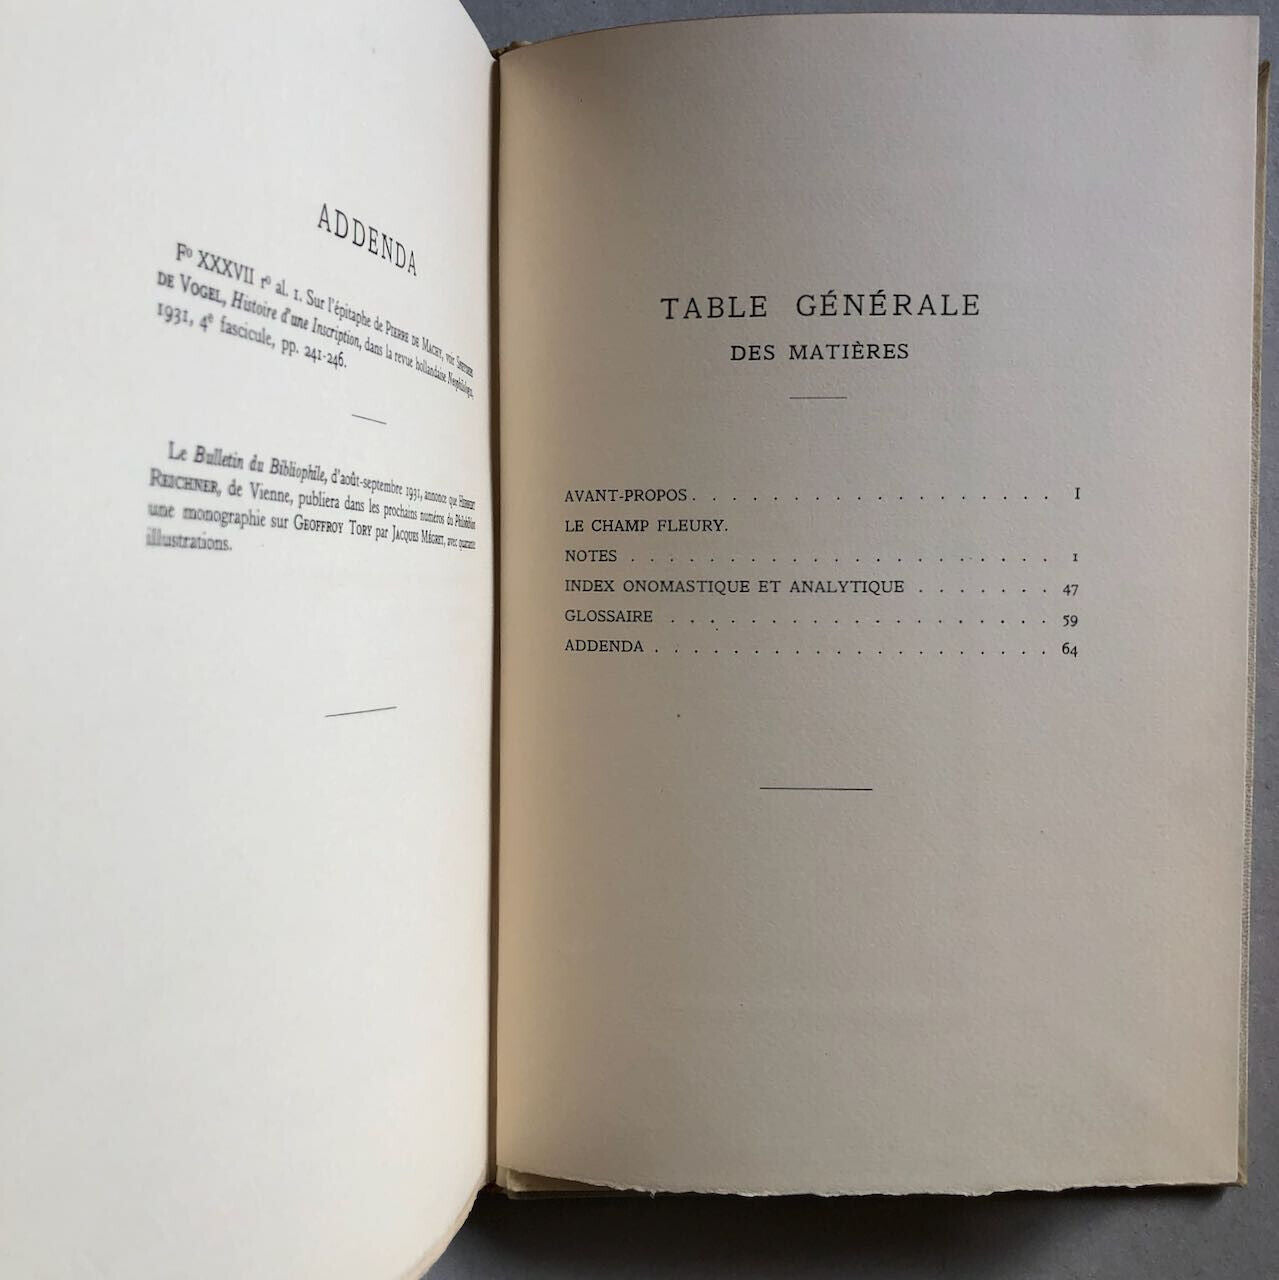 ADDENDA
Fº XXXVII rº al. 1. Sur l'épitaphe de PIERRE DE MACHY, voir
DE VOGEL, Histoire d'une Inscription, dans la revue hollandaise
1931, 4e fascicule, pp. 241-246.
Le Bulletin du Bibliophile, d'août-septembre 1931, annonce que HERBERT
REICHNER, de Vienne, publiera dans les prochains numéros du Philobiblon
une monographie sur GEOFFROY TORY par JACQUES MÉGRET, avec quarante
illustrations.
TABLE GÉNÉRALE
DES MATIÈRES
AVANT-PROPOS . . . . . . . . . . . . . . . . . . I
LE CHAMP FLEURY.
NOTES . . . . . . . . . . . . . . . . . . . . . 1
INDEX ONOMASTIQUE ET ANALYTIQUE . . . . . . . 47
GLOSSAIRE . . . . . . . . . . . . . . . . . . . 59
ADDENDA . . . . . . . . . . . . . . . . . . . . 64